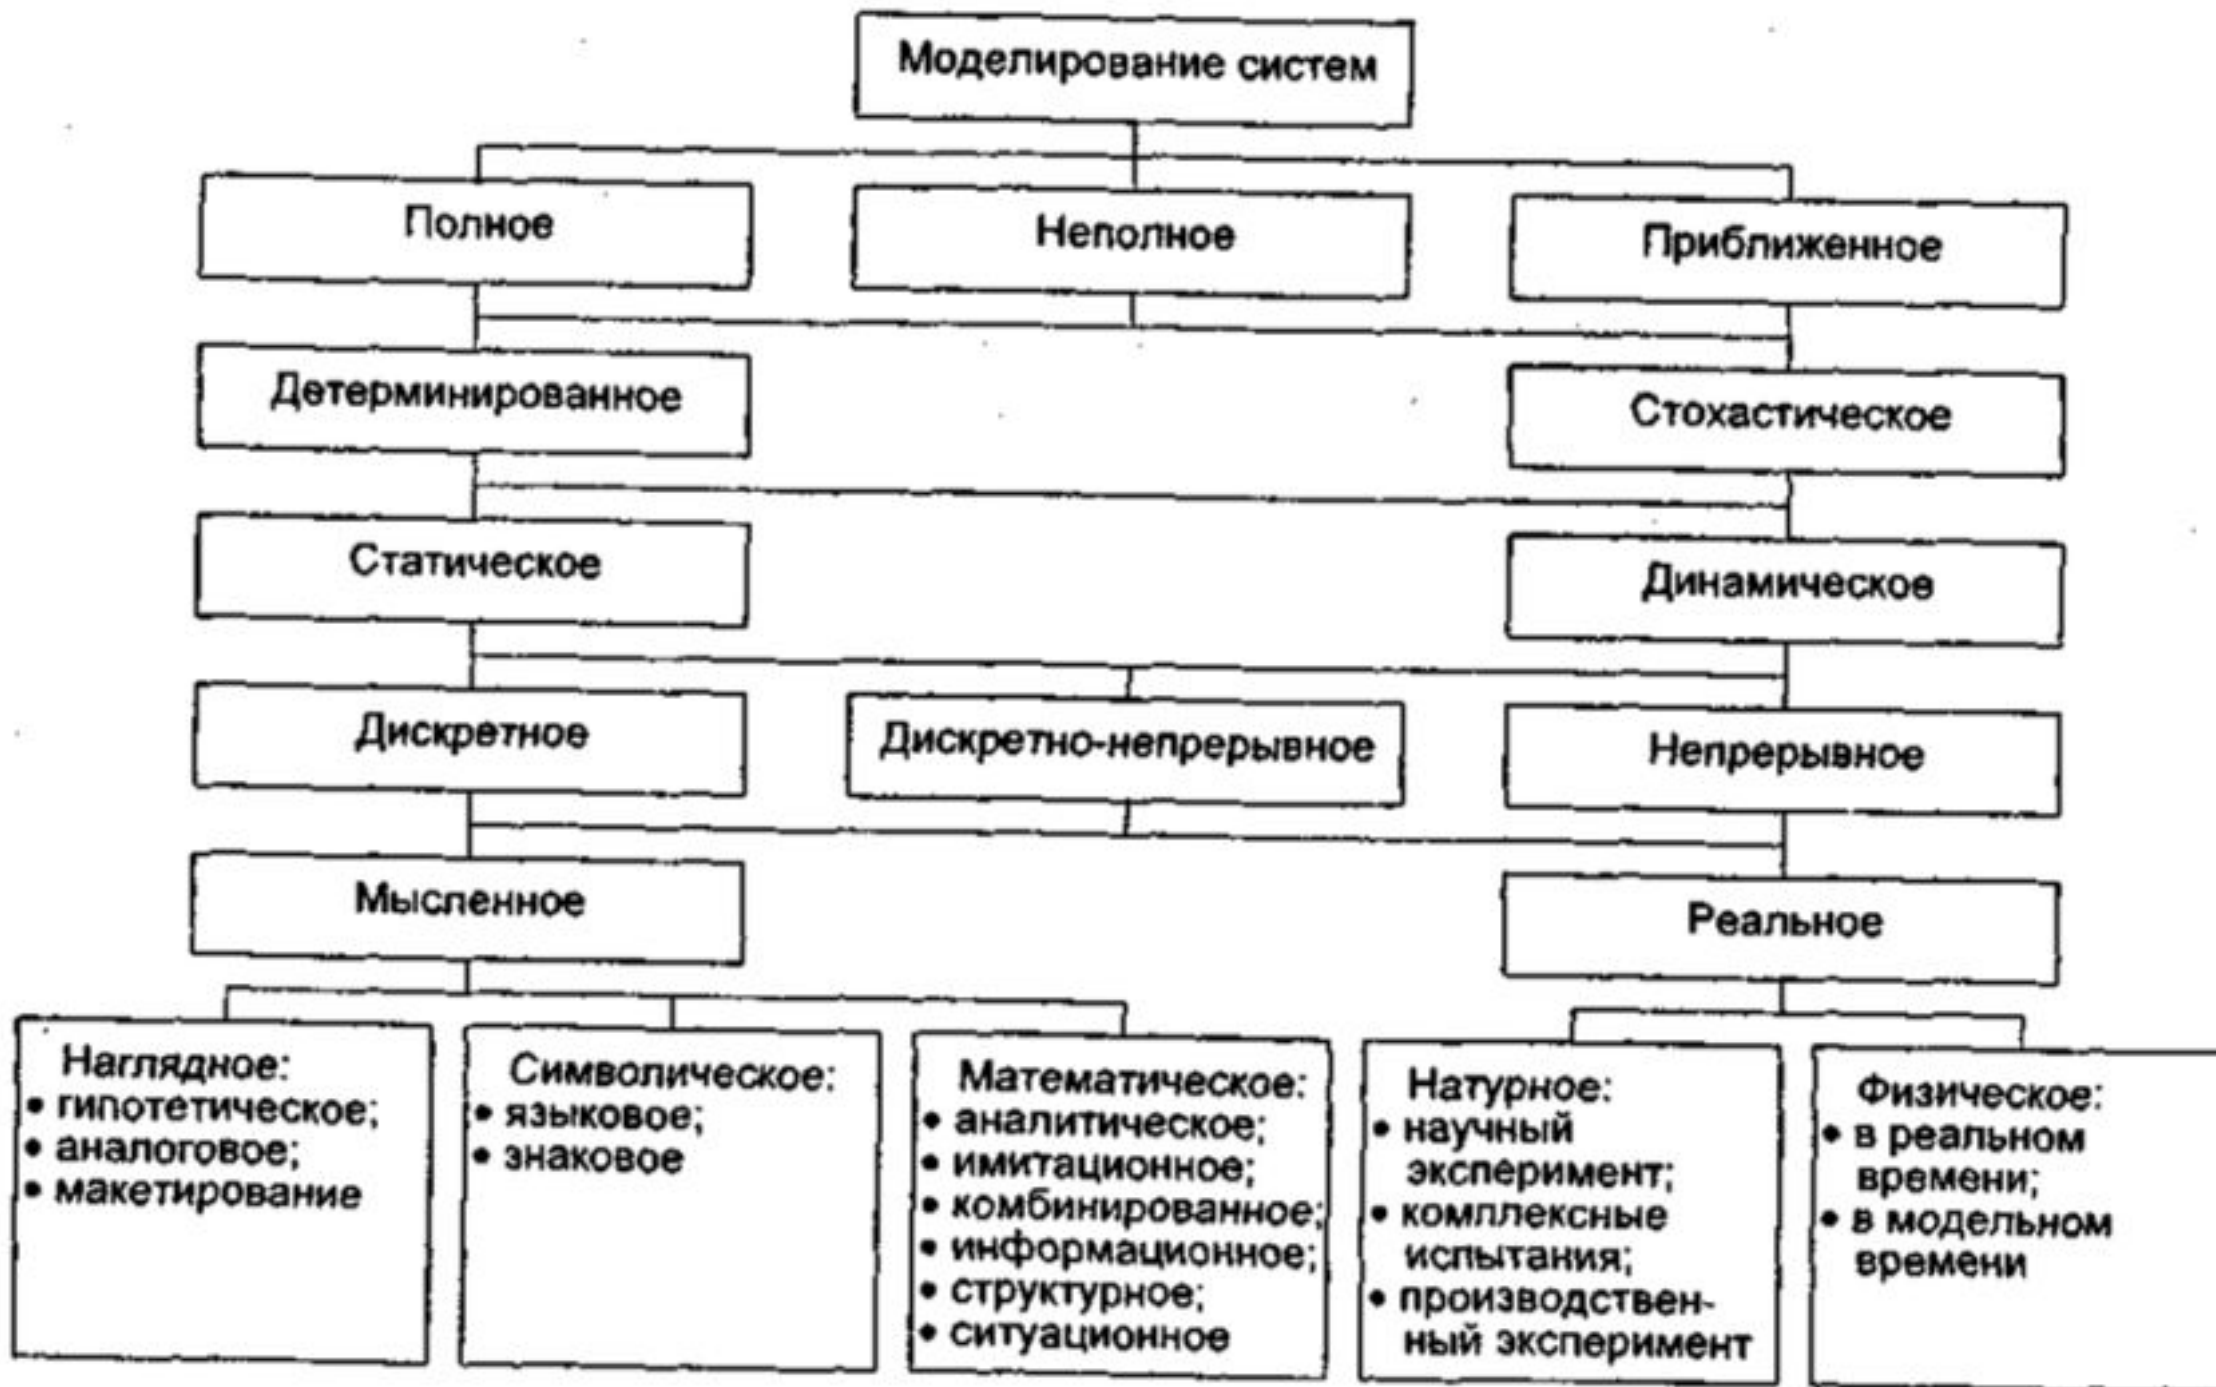 Моделирование систем
Полное
Неполное
Приближенное
Детерминированное
Стохастическое
Статическое
Динамическое
Дискретное
Дискретно-непрерывное
Непрерывное
Мысленное
Реальное
Наглядное:
• гипотетическое;
• аналоговое;
• макетирование
Символическое:
• языковое;
• знаковое
Математическое:
• аналитическое;
• имитационное;
• комбинированное;
• информационное;
• структурное;
• ситуационное
Натурное:
• научный
эксперимент;
• комплексные
испытания;
• производствен-
ный эксперимент
Физическое:
• в реальном
времени;
• в модельном
времени